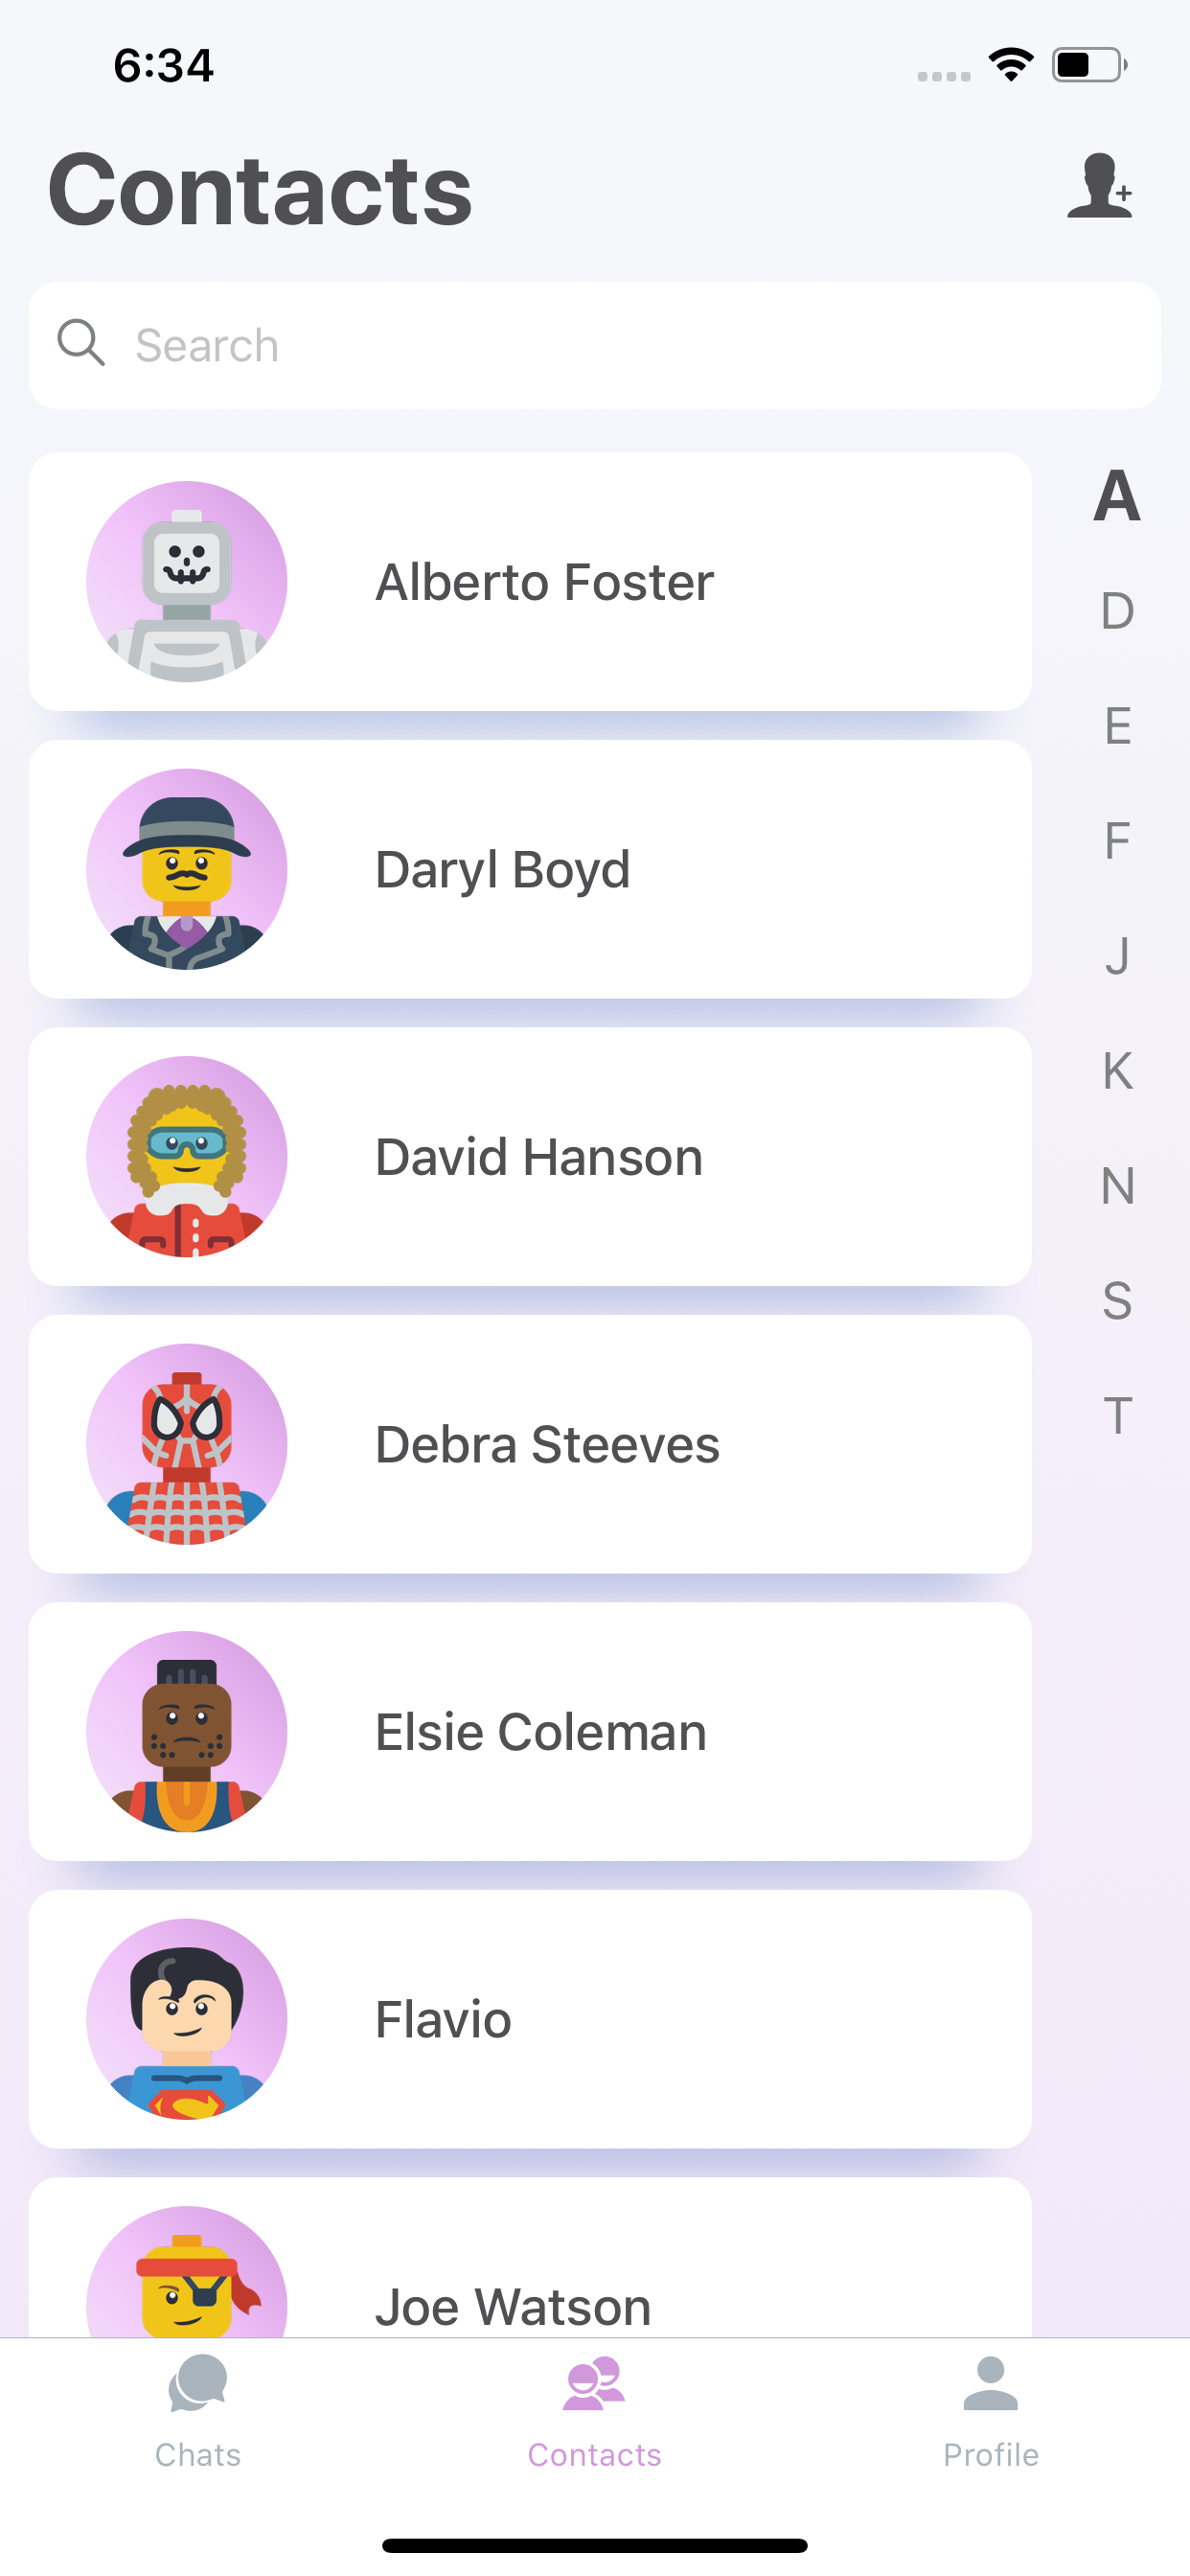 6:34
Contacts
Search
A
Alberto Foster
D
E
F
Daryl Boyd
J
K
David Hanson
N
S
T
Debra Steeves
Elsie Coleman
Flavio
Joe Watson
Chats
Contacts
Profile